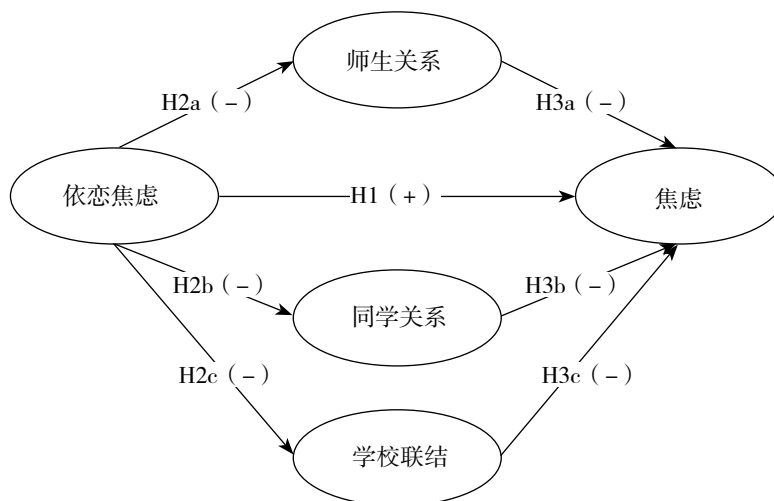 师生关系
H2a（-）
H3a（-）
依恋焦虑
H1（+）
焦虑
H2b（-）
H3b（-）
同学关系
H2c（-）
H3c（-）
学校联结